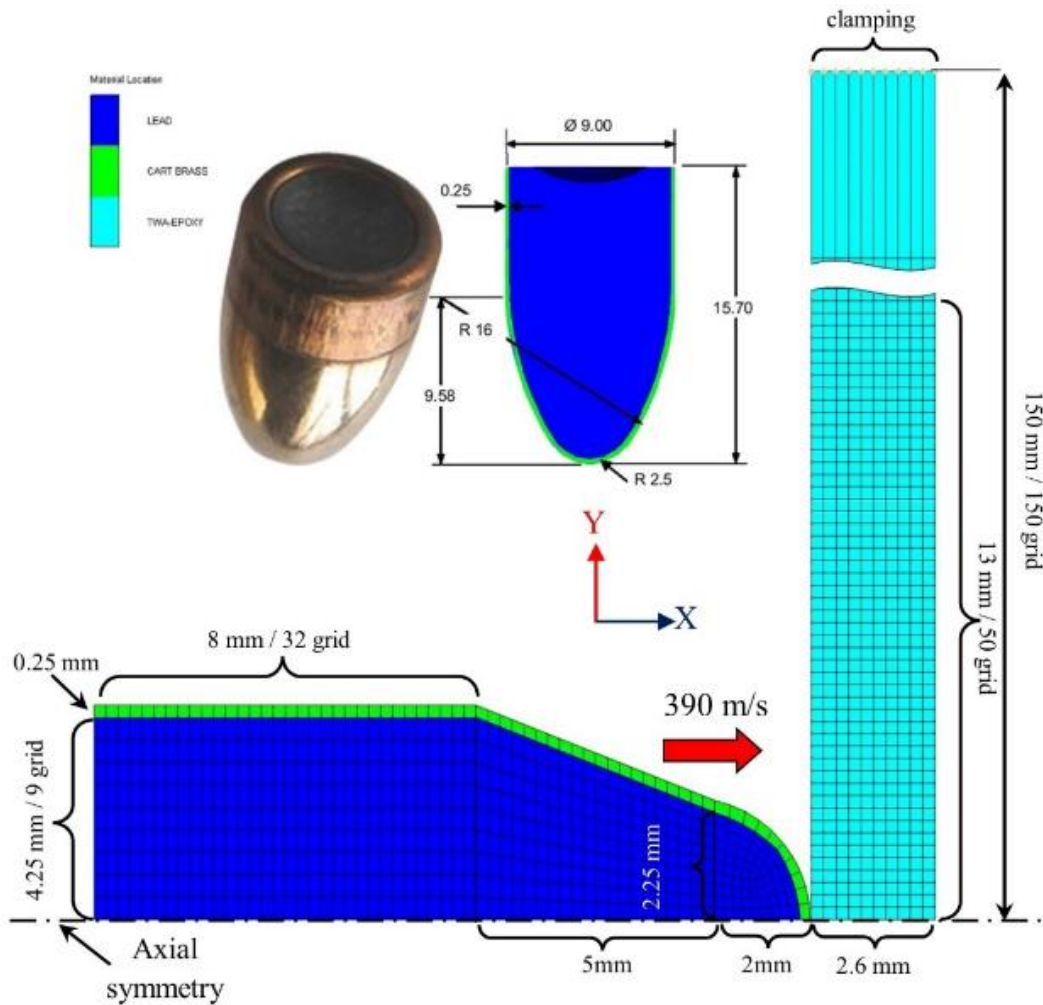 clamping
Material Location
LEAD
CART BRASS
TWA-EPOXY
Ø 9.00
0.25
R 16
15.70
9.58
R 2.5
150 mm / 150 grid
13 mm / 50 grid
Y
X
8 mm / 32 grid
0.25 mm
390 m/s
4.25 mm / 9 grid
2.25 mm
Axial
symmetry
5mm
2mm
2.6 mm